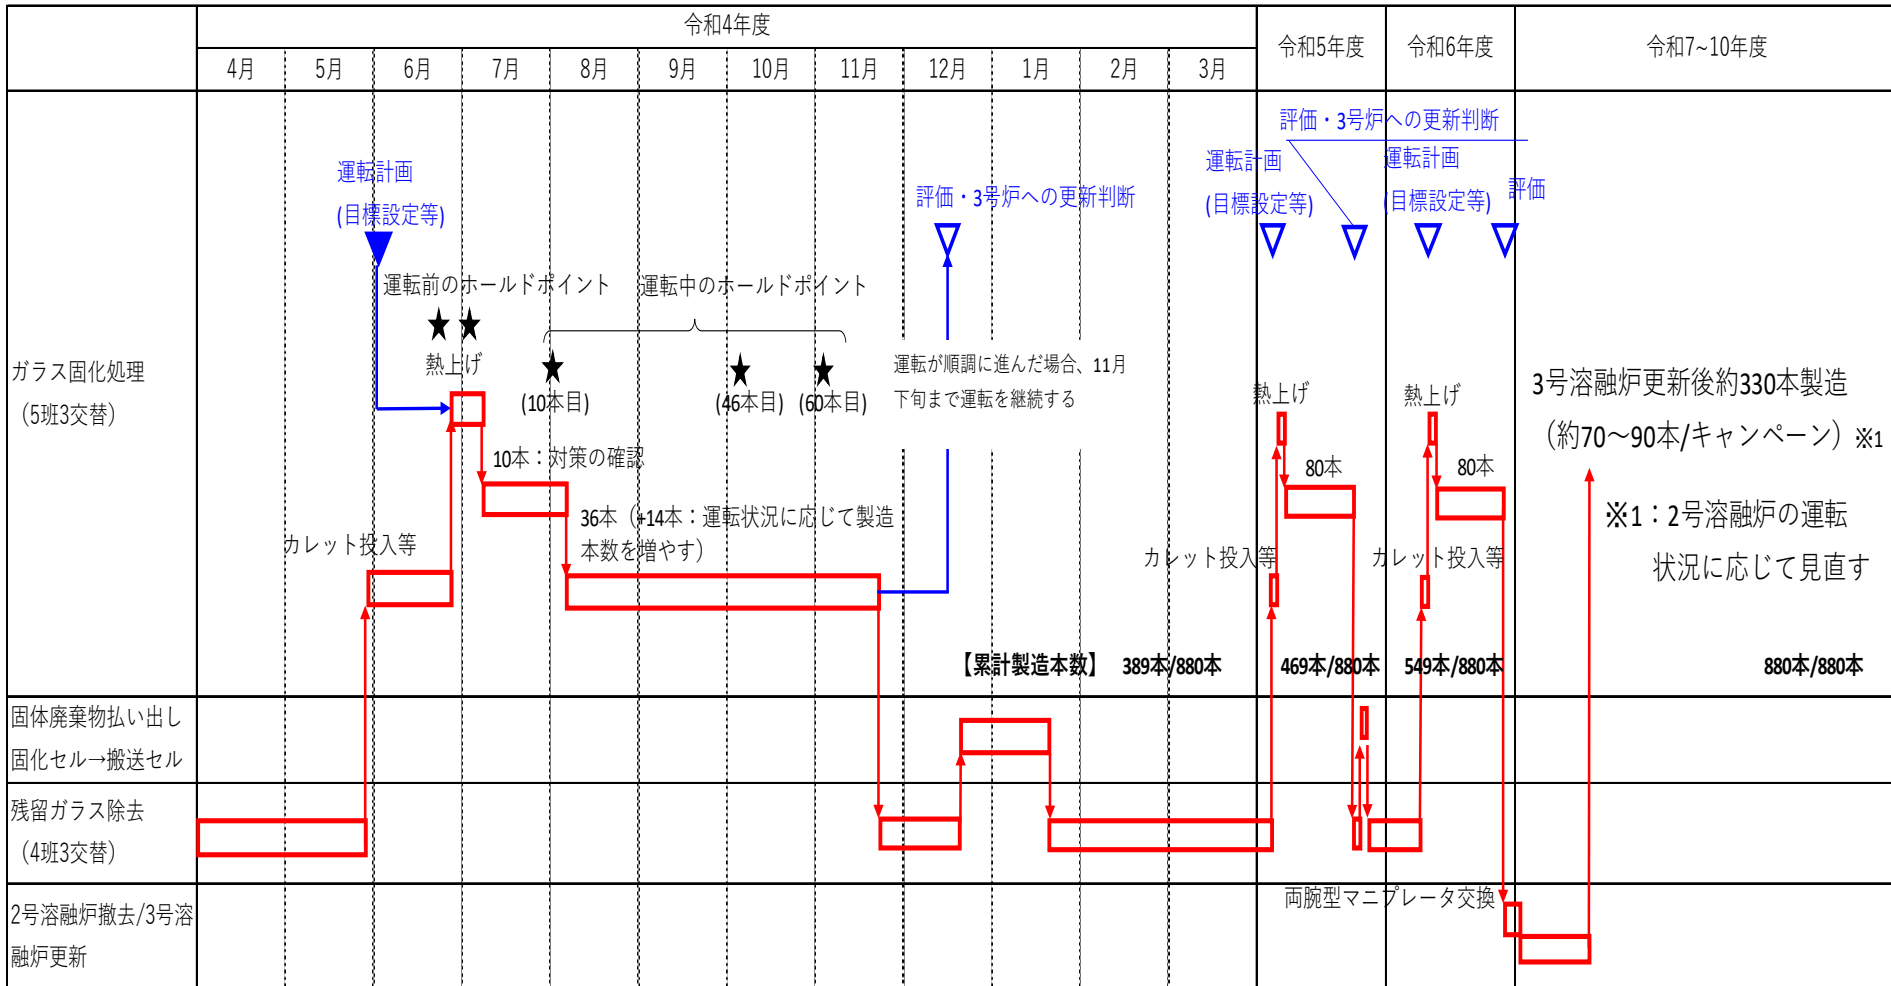 令和4年度
令和5年度
令和6年度
令和7~10年度
4月
5月
6月
7月
8月
9月
10月
11月
12月
1月
2月
3月
ガラス固化処理
（5班3交替）
運転計画
(目標設定等)
運転前のホールドポイント
運転中のホールドポイント
熱上げ
(10本目)
(46本目)
(60本目)
10本：対策の確認
36本（+14本：運転状況に応じて製造
本数を増やす）
カレット投入等
評価・3号炉への更新判断
運転が順調に進んだ場合、11月
下旬まで運転を継続する
評価・3号炉への更新判断
運転計画
(目標設定等)
運転計画
(目標設定等)
評価
熱上げ
80本
カレット投入等
熱上げ
80本
カレット投入等
3号溶融炉更新後約330本製造
（約70～90本/キャンペーン）※1
※1：2号溶融炉の運転
状況に応じて見直す
【累計製造本数】
389本/880本
469本/880本
549本/880本
880本/880本
固体廃棄物払い出し
固化セル→搬送セル
残留ガラス除去
（4班3交替）
2号溶融炉撤去/3号溶
融炉更新
両腕型マニプレータ交換